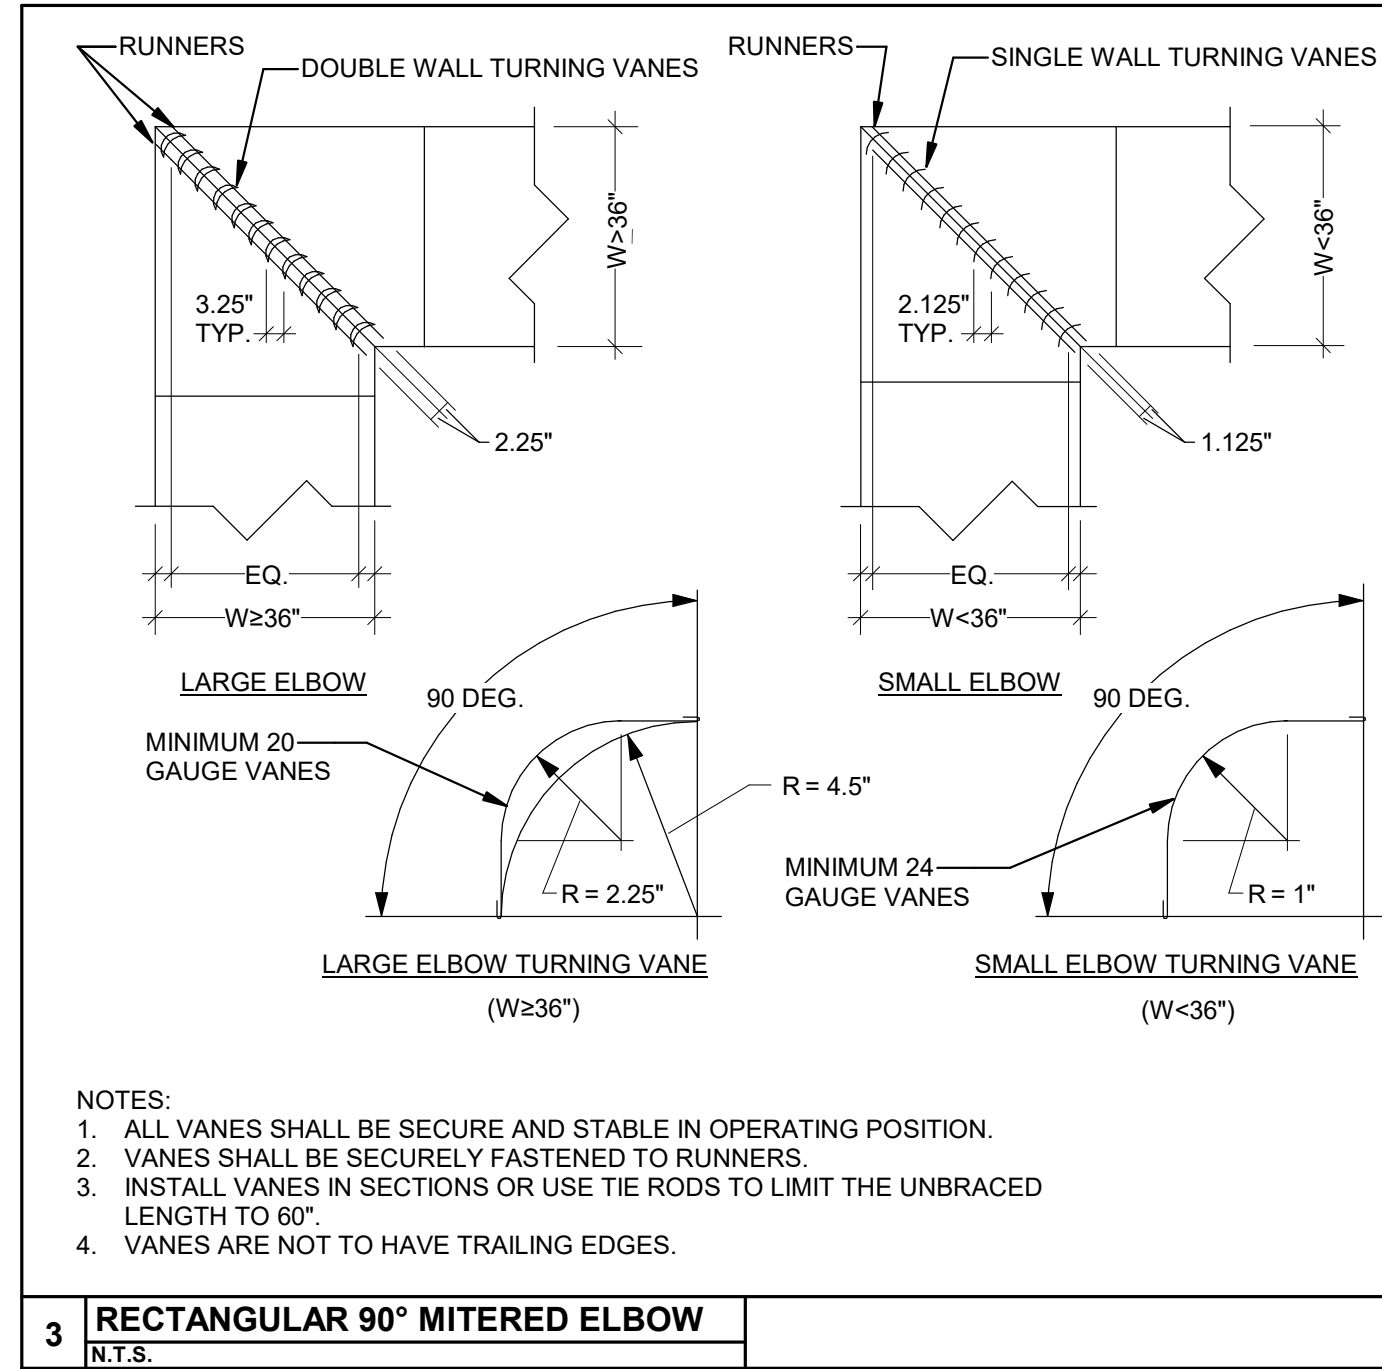 RUNNERS
DOUBLE WALL TURNING VANES
W>36"
3.25"
TYP.
2.25"
EQ.
W≥36"
LARGE ELBOW
RUNNERS
SINGLE WALL TURNING VANES
W<36"
2.125"
TYP.
1.125"
EQ.
W<36"
SMALL ELBOW
90 DEG.
MINIMUM 20
GAUGE VANES
R = 4.5"
R = 2.25"
LARGE ELBOW TURNING VANE
(W≥36")
90 DEG.
MINIMUM 24
GAUGE VANES
R = 1"
SMALL ELBOW TURNING VANE
(W<36")
NOTES:
1. ALL VANES SHALL BE SECURE AND STABLE IN OPERATING POSITION.
2. VANES SHALL BE SECURELY FASTENED TO RUNNERS.
3. INSTALL VANES IN SECTIONS OR USE TIE RODS TO LIMIT THE UNBRACED
LENGTH TO 60".
4. VANES ARE NOT TO HAVE TRAILING EDGES.
3 RECTANGULAR 90° MITERED ELBOW
N.T.S.